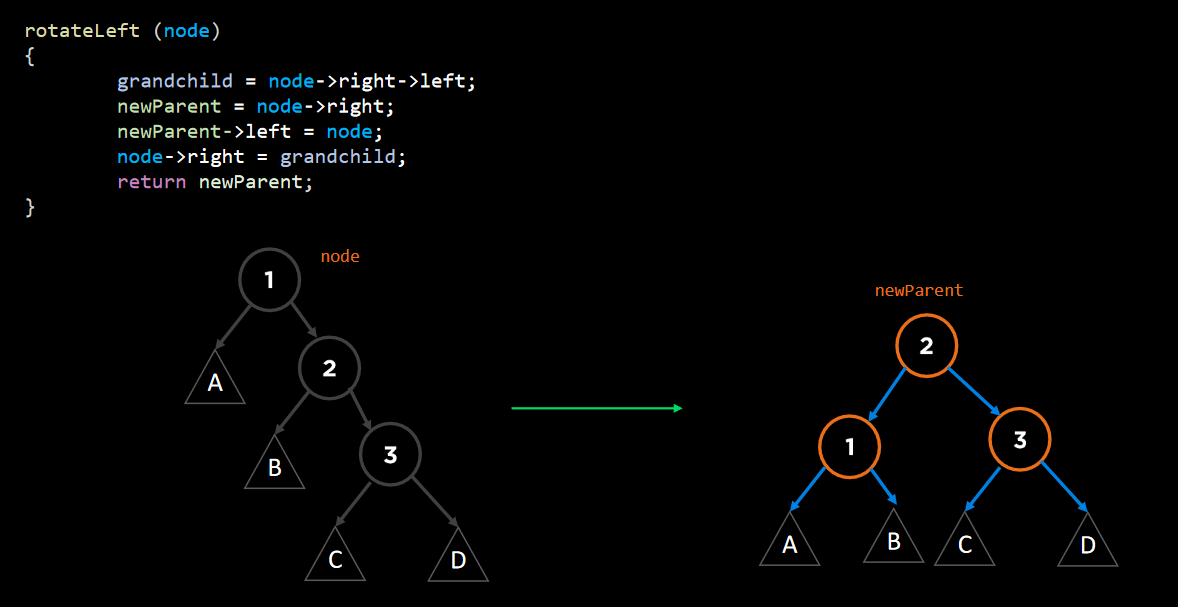 rotateLeft (node)
{
grandchild = node->right->left;
newParent = node->right;
newParent->left = node;
node->right = grandchild;
return newParent;
}
node
1
2
A
3
B
C
D
newParent
2
1
3
A
B
C
D